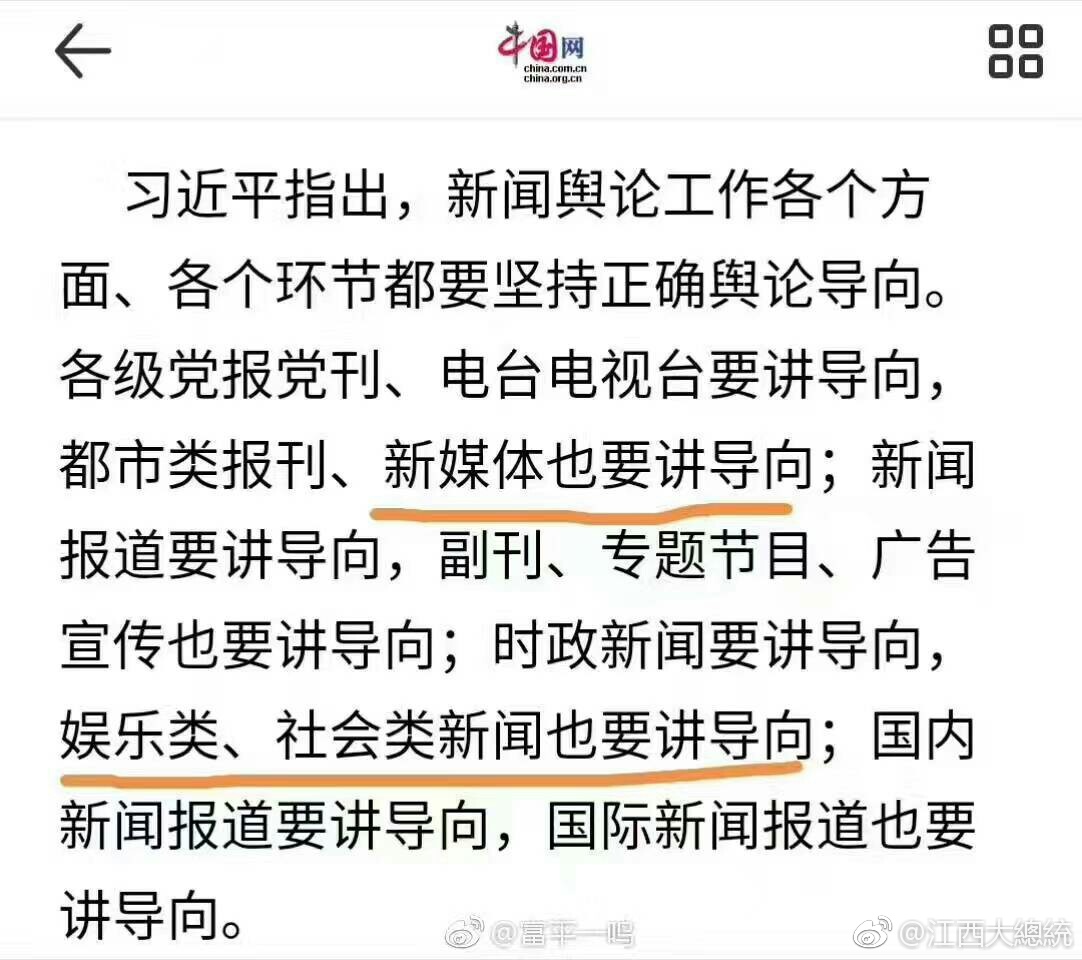 中国网
china.com.cn
china.org.cn
习近平指出，新闻舆论工作各个方
面、各个环节都要坚持正确舆论导向。
各级党报党刊、电台电视台要讲导向，
都市类报刊、新媒体也要讲导向；新闻
报道要讲导向，副刊、专题节目、广告
宣传也要讲导向；时政新闻要讲导向，
娱乐类、社会类新闻也要讲导向；国内
新闻报道要讲导向，国际新闻报道也要
讲导向。
@富平一鸣
@江西大總統